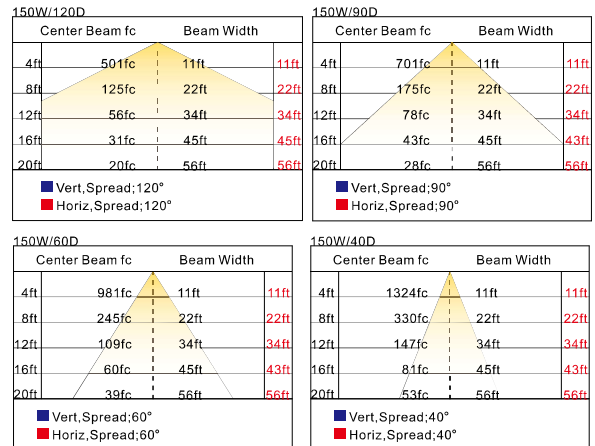 150W/120D
Center Beam fc Beam Width
4ft 501fc 11ft 11ft
8ft 125fc 22ft 22ft
12ft 56fc 34ft 34ft
16ft 31fc 45ft 45ft
20ft 20fc 56ft 56ft
Vert,Spread;120°
Horiz,Spread;120°
150W/90D
Center Beam fc Beam Width
4ft 701fc 11ft 11ft
8ft 175fc 22ft 22ft
12ft 78fc 34ft 34ft
16ft 43fc 45ft 43ft
20ft 28fc 56ft 56ft
Vert,Spread;90°
Horiz,Spread;90°
150W/60D
Center Beam fc Beam Width
4ft 981fc 11ft 11ft
8ft 245fc 22ft 22ft
12ft 109fc 34ft 34ft
16ft 60fc 45ft 43ft
20ft 39fc 56ft 56ft
Vert,Spread;60°
Horiz,Spread;60°
150W/40D
Center Beam fc Beam Width
4ft 1324fc 11ft 11ft
8ft 330fc 22ft 22ft
12ft 147fc 34ft 34ft
16ft 81fc 45ft 43ft
20ft 53fc 56ft 56ft
Vert,Spread;40°
Horiz,Spread;40°